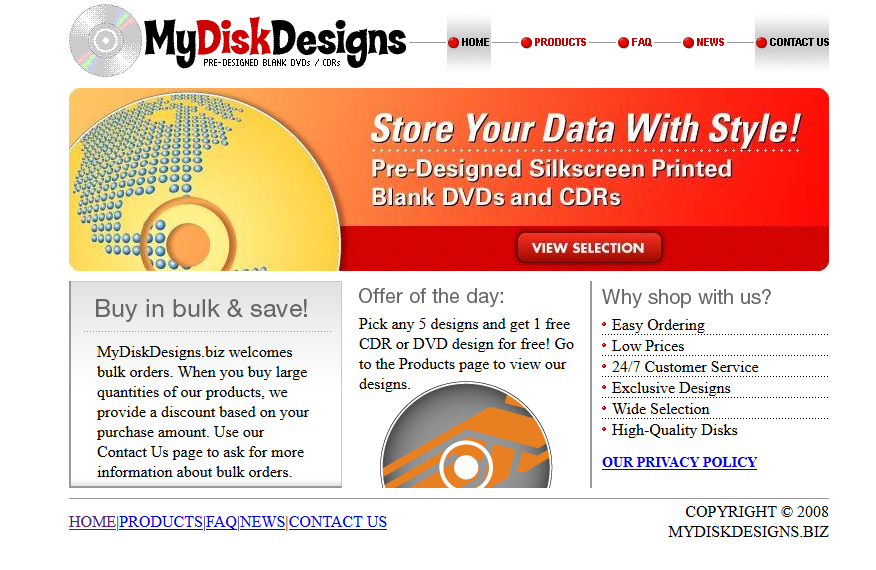 MyDiskDesigns
PRE-DESIGNED BLANK DVDs / CDRs
HOME
PRODUCTS
FAQ
NEWS
CONTACT US
Store Your Data With Style!
Pre-Designed Silkscreen Printed
Blank DVDs and CDRs
VIEW SELECTION
Buy in bulk & save!
MyDiskDesigns.biz welcomes
bulk orders. When you buy large
quantities of our products, we
provide a discount based on your
purchase amount. Use our
Contact Us page to ask for more
information about bulk orders.
Offer of the day:
Pick any 5 designs and get 1 free
CDR or DVD design for free! Go
to the Products page to view our
designs.
Why shop with us?
Easy Ordering
Low Prices
24/7 Customer Service
Exclusive Designs
Wide Selection
High-Quality Disks
OUR PRIVACY POLICY
HOME|PRODUCTS|FAQ|NEWS|CONTACT US
COPYRIGHT © 2008
MYDISKDESIGNS.BIZ